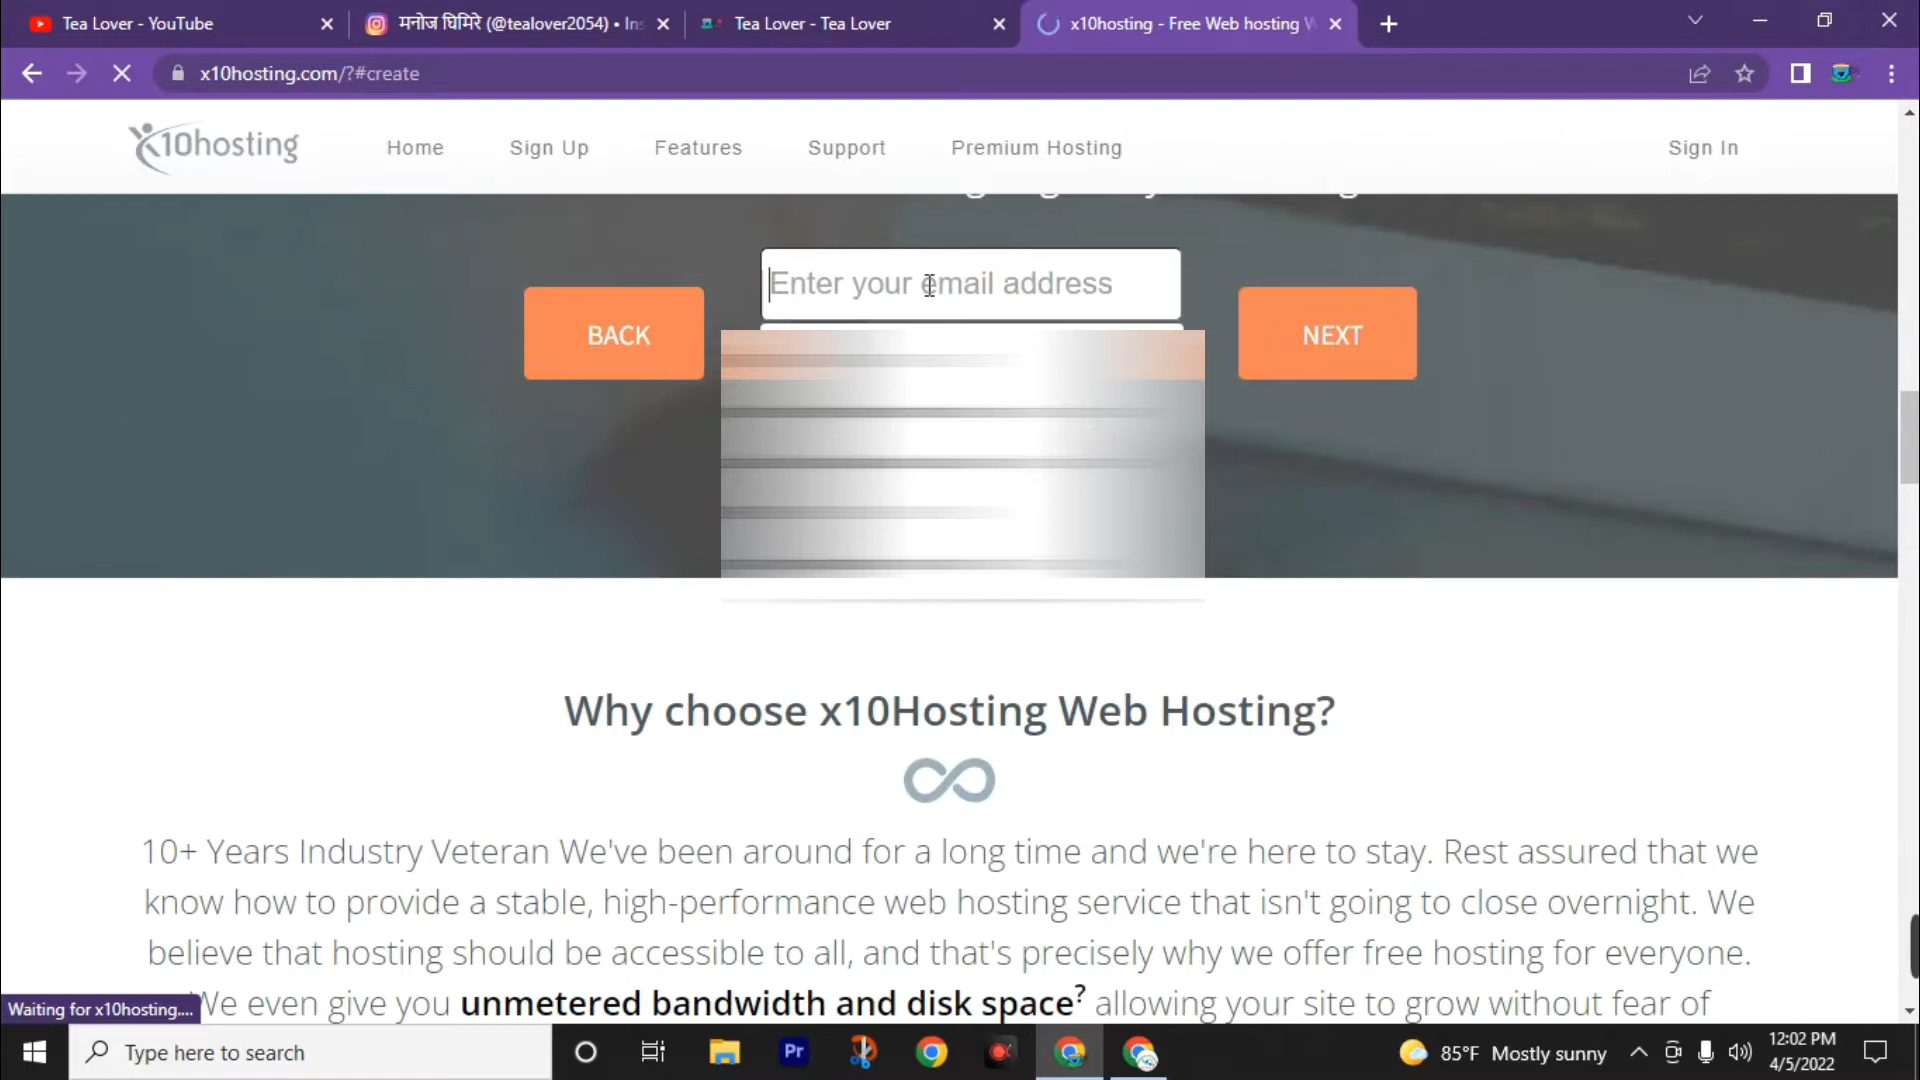 Tea Lover - YouTube
मनोज घिमिरे (@tealover2054) • Ins
Tea Lover - Tea Lover
x10hosting - Free Web hosting W
x10hosting.com/?#create
x10hosting
Home
Sign Up
Features
Support
Premium Hosting
Sign In
Enter your email address
BACK
NEXT
Why choose x10Hosting Web Hosting?
10+ Years Industry Veteran We've been around for a long time and we're here to stay. Rest assured that we
know how to provide a stable, high-performance web hosting service that isn't going to close overnight. We
believe that hosting should be accessible to all, and that's precisely why we offer free hosting for everyone.
We even give you unmetered bandwidth and disk space? allowing your site to grow without fear of
Waiting for x10hosting....
Type here to search
Pr
85°F Mostly sunny
12:02 PM
4/5/2022